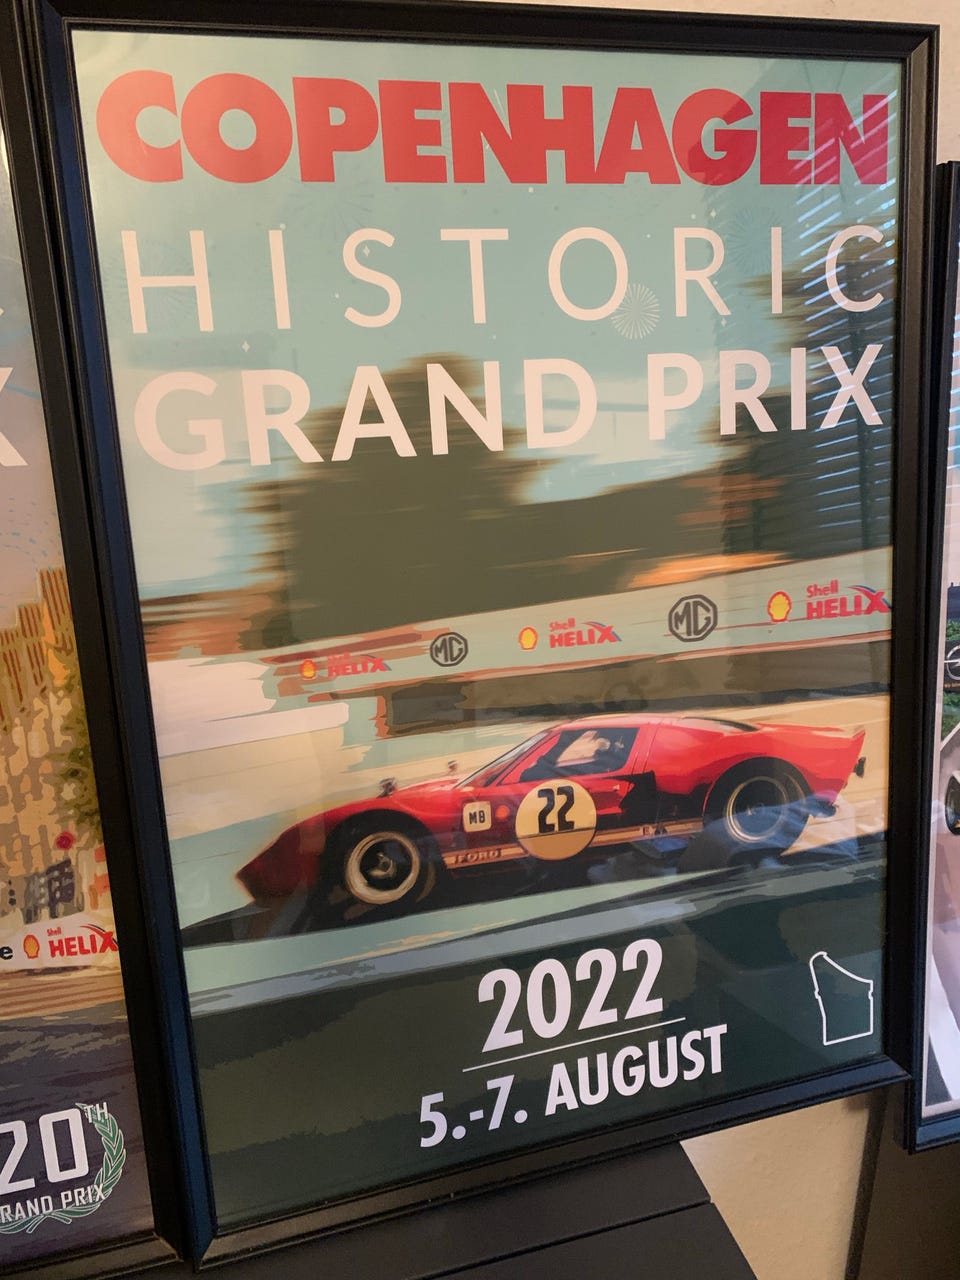 COPENHAGEN
HISTORIC
GRAND PRIX
Shell
HELIX
MG
Shell
HELIX
MG
Shell
HELIX
M8
22
FORD
2022
5.-7. AUGUST
Shell
HELIX
20TH
GRAND PRIX